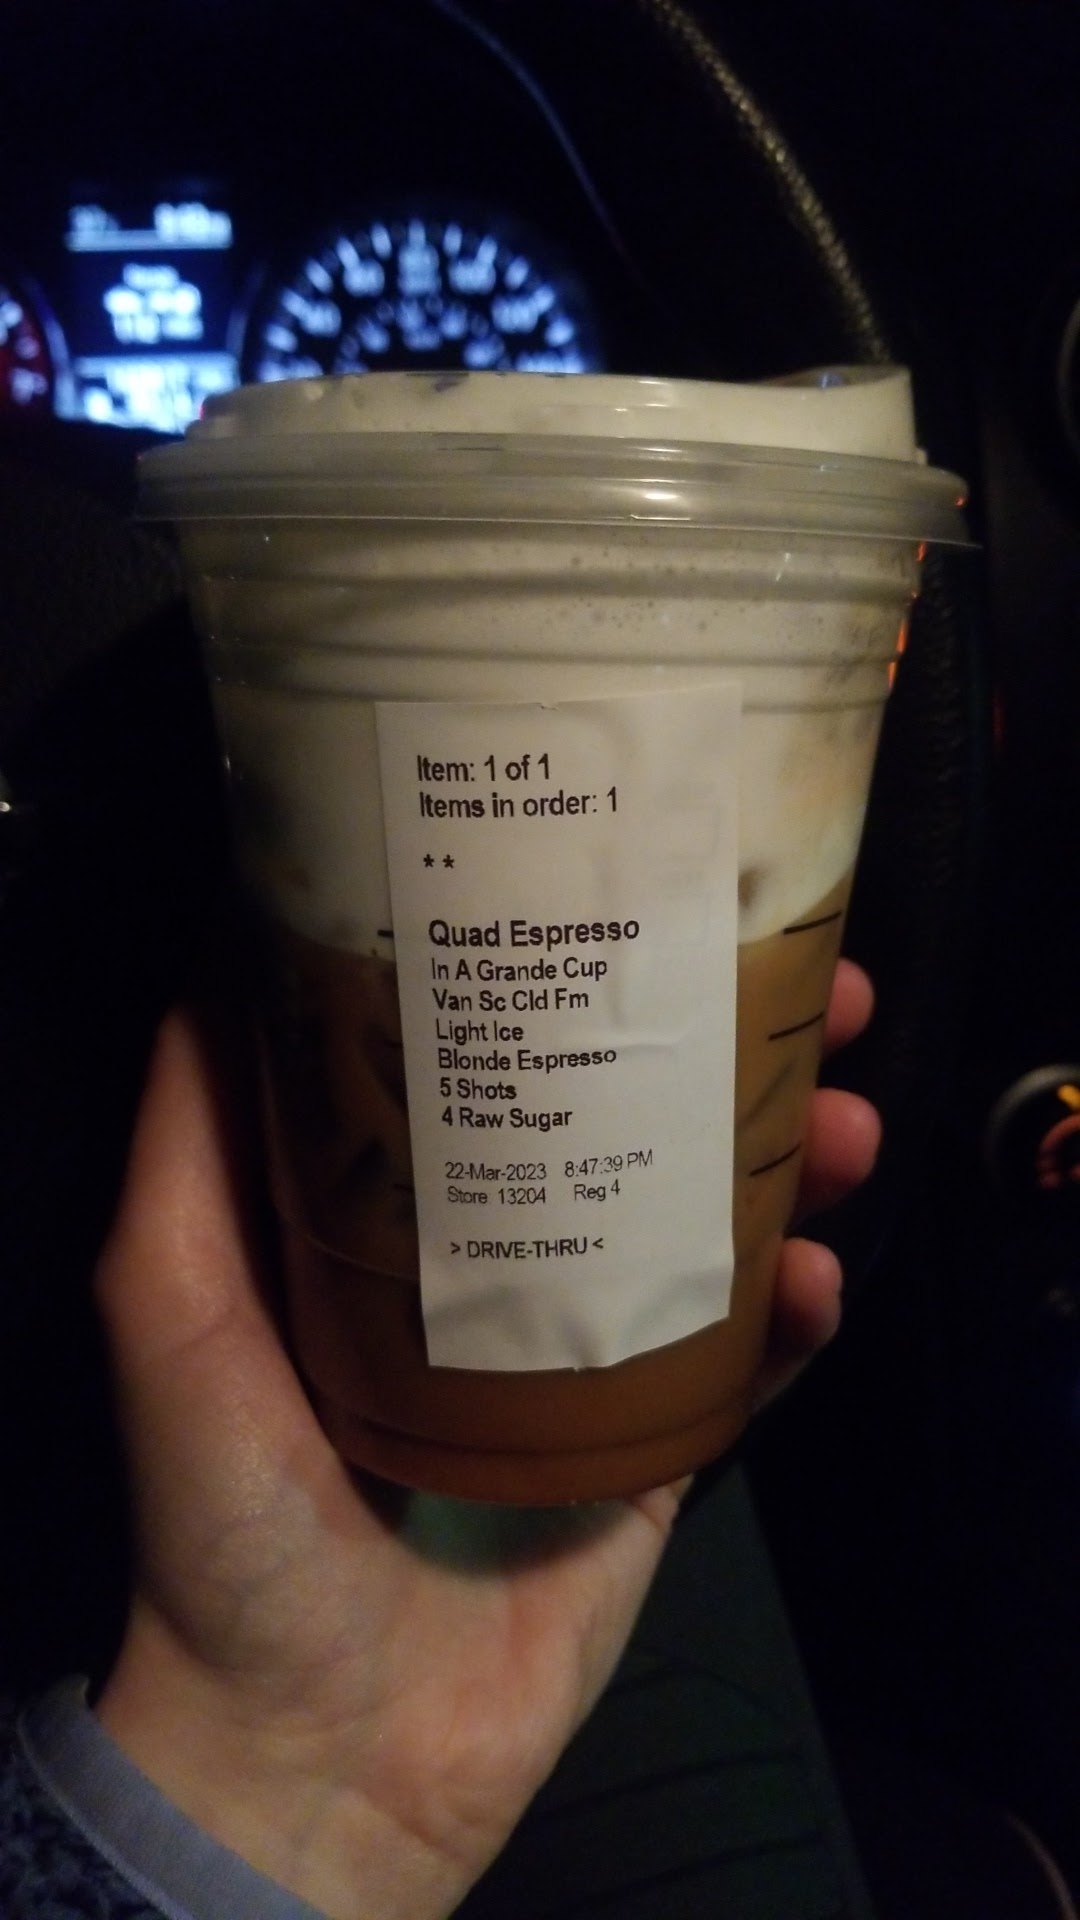 Item: 1 of 1
Items in order: 1
* *
Quad Espresso
In A Grande Cup
Van Sc Cld Fm
Light Ice
Blonde Espresso
5 Shots
4 Raw Sugar
22-Mar-2023 8:47:39 PM
Store 13204 Reg 4
> DRIVE-THRU <